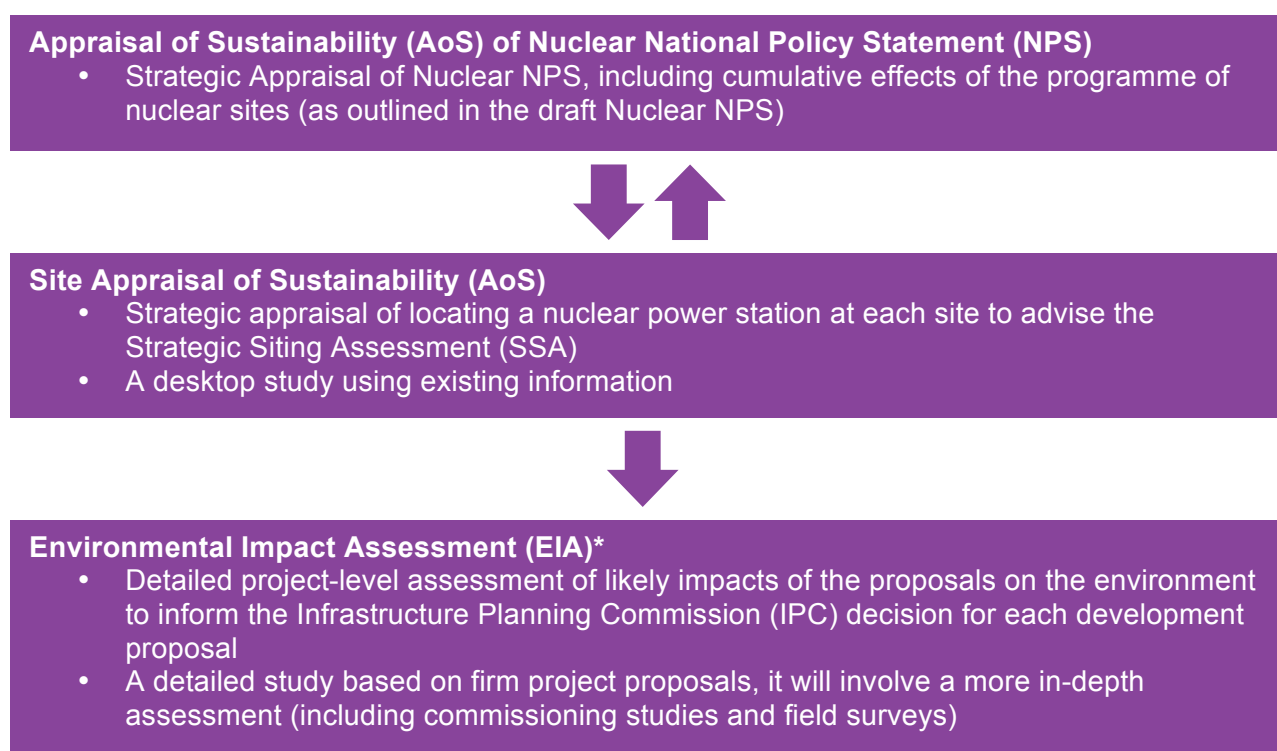 Appraisal of Sustainability (AoS) of Nuclear National Policy Statement (NPS)
• Strategic Appraisal of Nuclear NPS, including cumulative effects of the programme of
nuclear sites (as outlined in the draft Nuclear NPS)
Site Appraisal of Sustainability (AoS)
• Strategic appraisal of locating a nuclear power station at each site to advise the
Strategic Siting Assessment (SSA)
• A desktop study using existing information
Environmental Impact Assessment (EIA)*
• Detailed project-level assessment of likely impacts of the proposals on the environment
to inform the Infrastructure Planning Commission (IPC) decision for each development
proposal
• A detailed study based on firm project proposals, it will involve a more in-depth
assessment (including commissioning studies and field surveys)